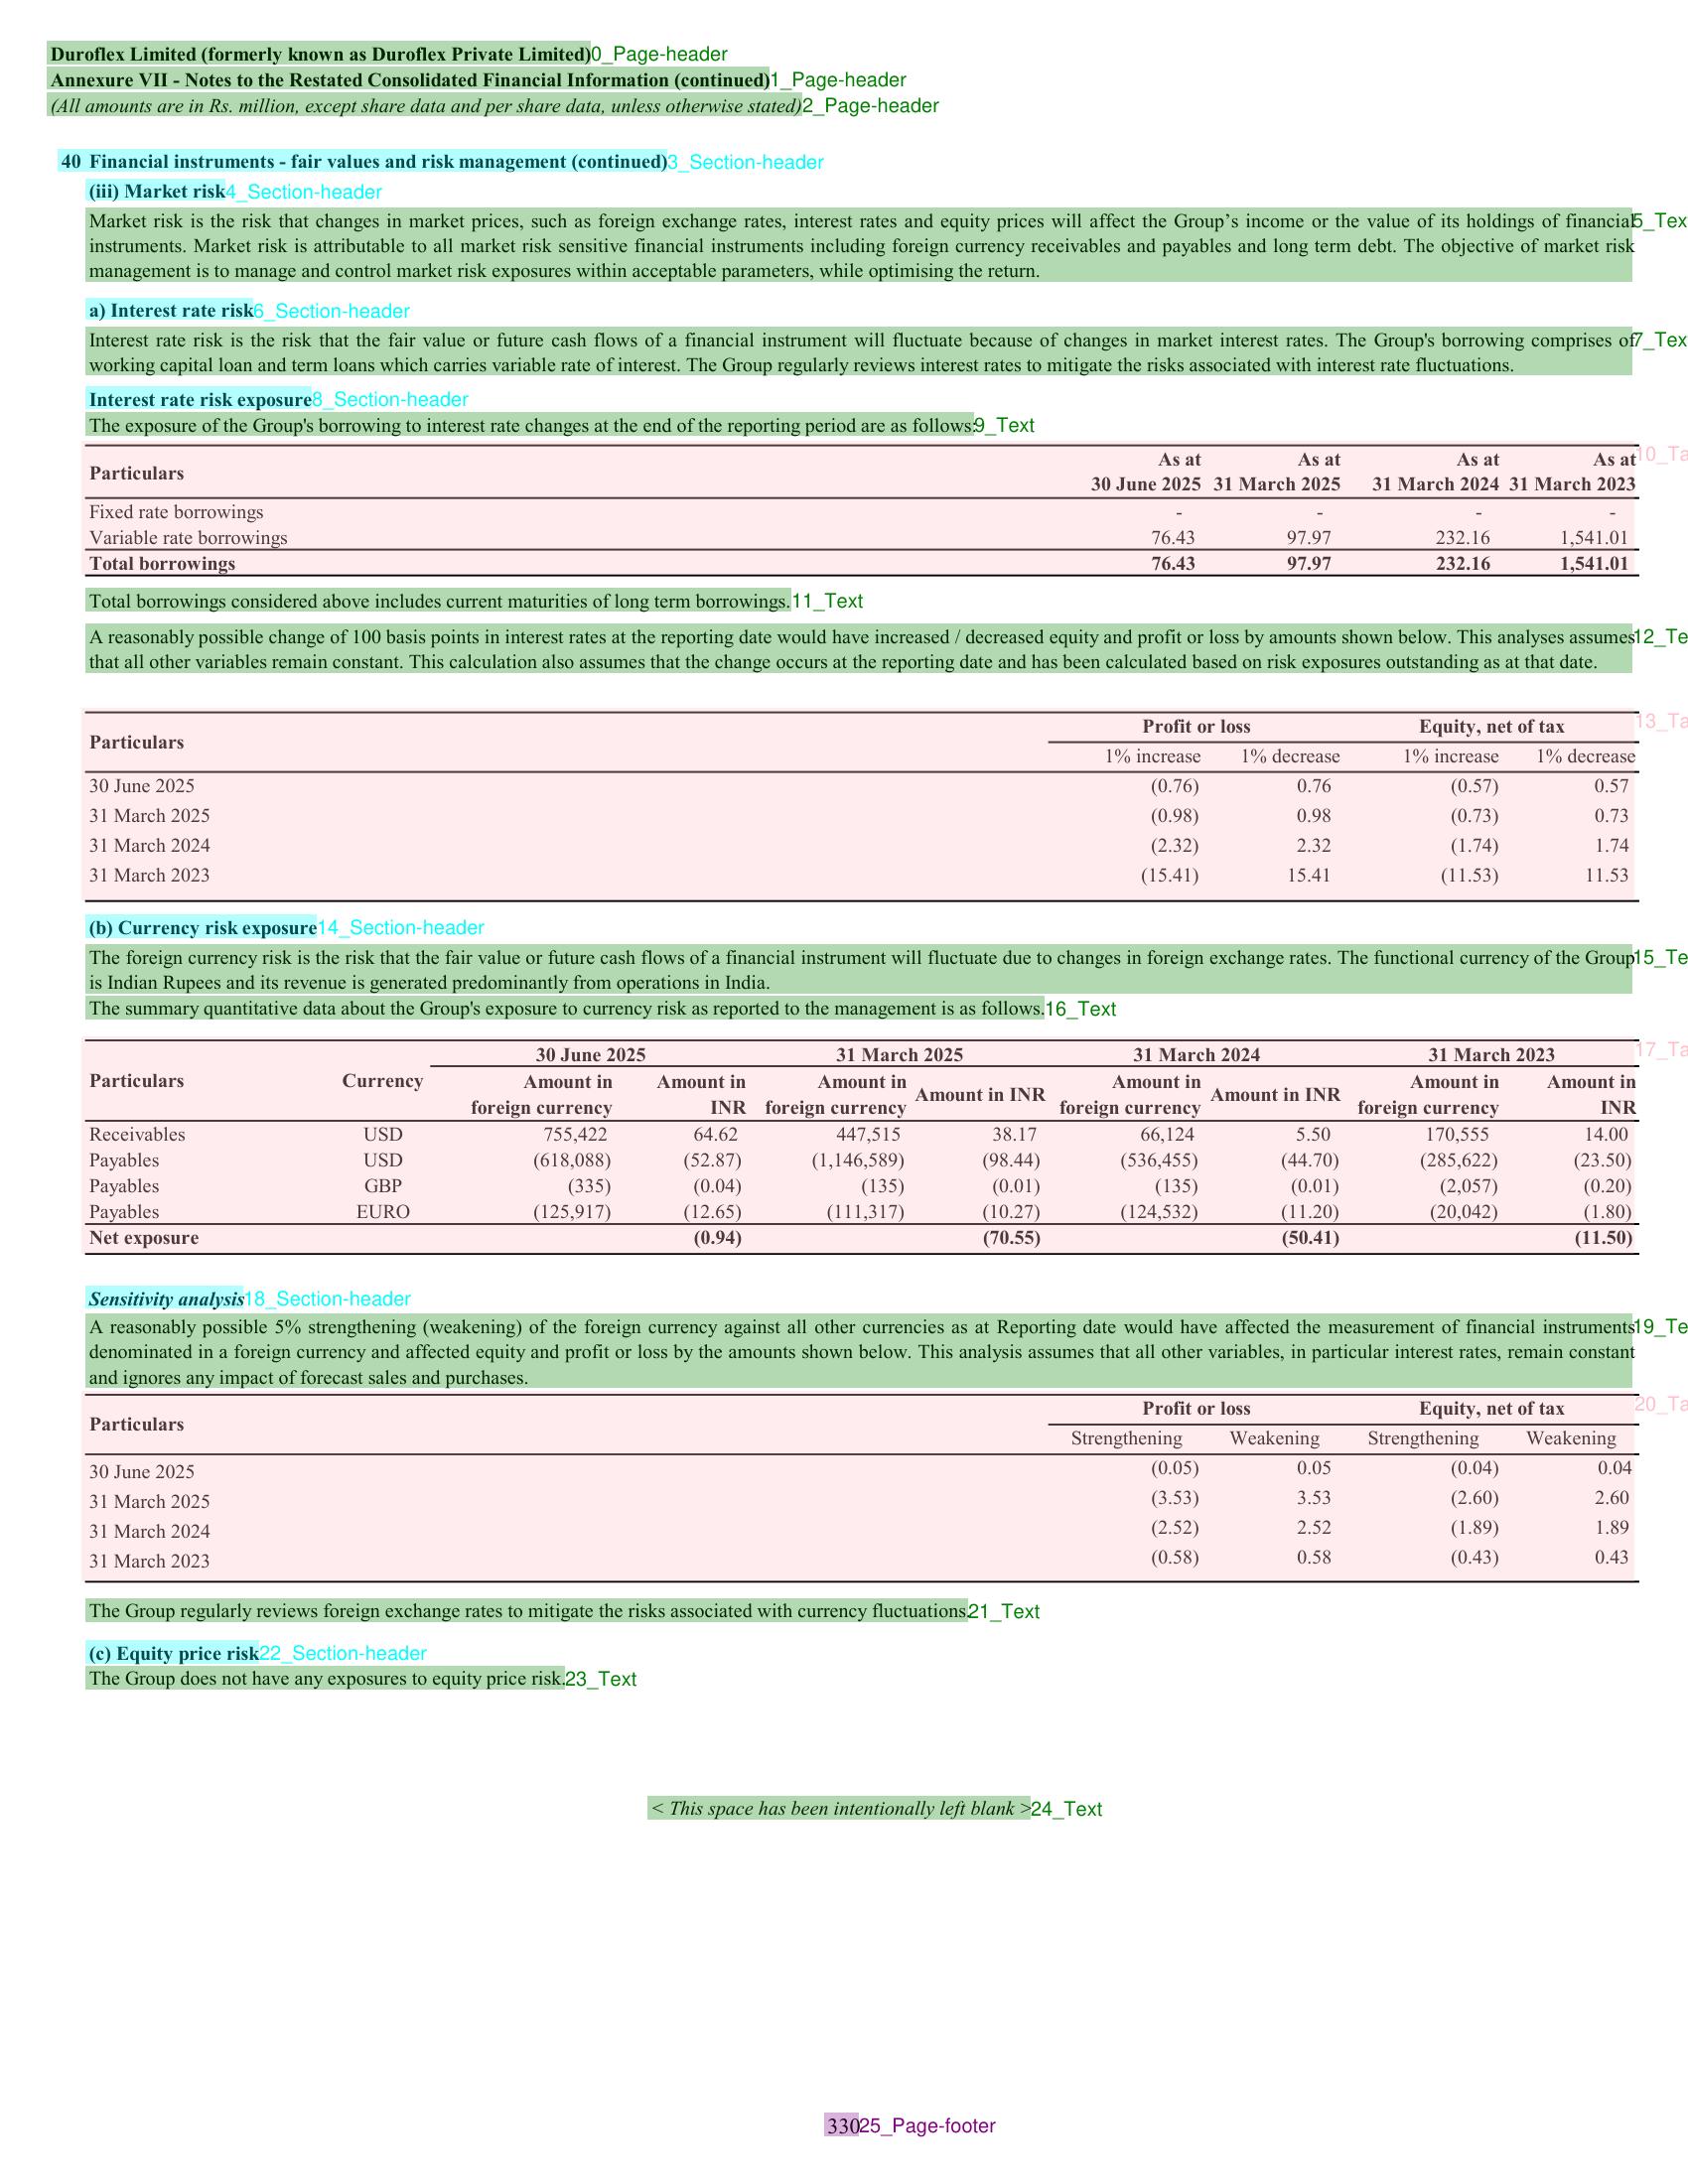 Duroflex Limited (formerly known as Duroflex Private Limited)0_Page-header
Annexure VII - Notes to the Restated Consolidated Financial Information (continued)1_Page-header
(All amounts are in Rs. million, except share data and per share data, unless otherwise stated)2_Page-header
40 Financial instruments - fair values and risk management (continued)3_Section-header
(iii) Market risk4_Section-header
Market risk is the risk that changes in market prices, such as foreign exchange rates, interest rates and equity prices will affect the Group’s income or the value of its holdings of financial5_Tex
instruments. Market risk is attributable to all market risk sensitive financial instruments including foreign currency receivables and payables and long term debt. The objective of market risk
management is to manage and control market risk exposures within acceptable parameters, while optimising the return.
a) Interest rate risk6_Section-header
Interest rate risk is the risk that the fair value or future cash flows of a financial instrument will fluctuate because of changes in market interest rates. The Group's borrowing comprises of7_Tex
working capital loan and term loans which carries variable rate of interest. The Group regularly reviews interest rates to mitigate the risks associated with interest rate fluctuations.
Interest rate risk exposure8_Section-header
The exposure of the Group's borrowing to interest rate changes at the end of the reporting period are as follows:9_Text
Particulars As at As at As at As at 10_Ta
30 June 2025 31 March 2025 31 March 2024 31 March 2023
Fixed rate borrowings - - - -
Variable rate borrowings 76.43 97.97 232.16 1,541.01
Total borrowings 76.43 97.97 232.16 1,541.01
Total borrowings considered above includes current maturities of long term borrowings.11_Text
A reasonably possible change of 100 basis points in interest rates at the reporting date would have increased / decreased equity and profit or loss by amounts shown below. This analyses assumes12_Te
that all other variables remain constant. This calculation also assumes that the change occurs at the reporting date and has been calculated based on risk exposures outstanding as at that date.
Particulars Profit or loss Equity, net of tax 13_Ta
1% increase 1% decrease 1% increase 1% decrease
30 June 2025 (0.76) 0.76 (0.57) 0.57
31 March 2025 (0.98) 0.98 (0.73) 0.73
31 March 2024 (2.32) 2.32 (1.74) 1.74
31 March 2023 (15.41) 15.41 (11.53) 11.53
(b) Currency risk exposure14_Section-header
The foreign currency risk is the risk that the fair value or future cash flows of a financial instrument will fluctuate due to changes in foreign exchange rates. The functional currency of the Group15_Te
is Indian Rupees and its revenue is generated predominantly from operations in India.
The summary quantitative data about the Group's exposure to currency risk as reported to the management is as follows.16_Text
30 June 2025 31 March 2025 31 March 2024 31 March 2023 17_Ta
Particulars Currency Amount in Amount in Amount in Amount in INR Amount in Amount in INR Amount in Amount in
foreign currency INR foreign currency foreign currency foreign currency INR
Receivables USD 755,422 64.62 447,515 38.17 66,124 5.50 170,555 14.00
Payables USD (618,088) (52.87) (1,146,589) (98.44) (536,455) (44.70) (285,622) (23.50)
Payables GBP (335) (0.04) (135) (0.01) (135) (0.01) (2,057) (0.20)
Payables EURO (125,917) (12.65) (111,317) (10.27) (124,532) (11.20) (20,042) (1.80)
Net exposure (0.94) (70.55) (50.41) (11.50)
Sensitivity analysis18_Section-header
A reasonably possible 5% strengthening (weakening) of the foreign currency against all other currencies as at Reporting date would have affected the measurement of financial instruments19_Te
denominated in a foreign currency and affected equity and profit or loss by the amounts shown below. This analysis assumes that all other variables, in particular interest rates, remain constant
and ignores any impact of forecast sales and purchases.
Particulars Profit or loss Equity, net of tax 20_Ta
Strengthening Weakening Strengthening Weakening
30 June 2025 (0.05) 0.05 (0.04) 0.04
31 March 2025 (3.53) 3.53 (2.60) 2.60
31 March 2024 (2.52) 2.52 (1.89) 1.89
31 March 2023 (0.58) 0.58 (0.43) 0.43
The Group regularly reviews foreign exchange rates to mitigate the risks associated with currency fluctuations.21_Text
(c) Equity price risk22_Section-header
The Group does not have any exposures to equity price risk.23_Text
< This space has been intentionally left blank >24_Text
33025_Page-footer